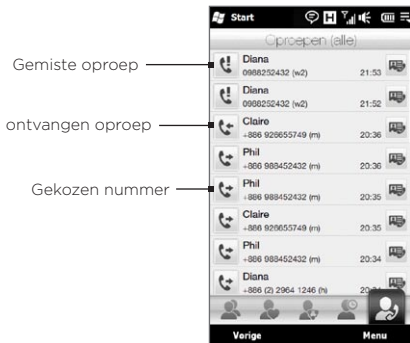 Start
Oproepen (alle)
Gemiste oproep
Diana
0988252432 (w2) 21:53
Diana
0988252432 (w2) 21:52
ontvangen oproep
Claire
+886 926655749 (m) 20:36
Phil
+886 988452432 (m) 20:36
Gekozen nummer
Phil
+886 988452432 (m) 20:35
Claire
+886 926655749 (m) 20:35
Phil
+886 988452432 (m) 20:34
Diana
+886 (2) 2964 1246 (h)
Vorige Menu